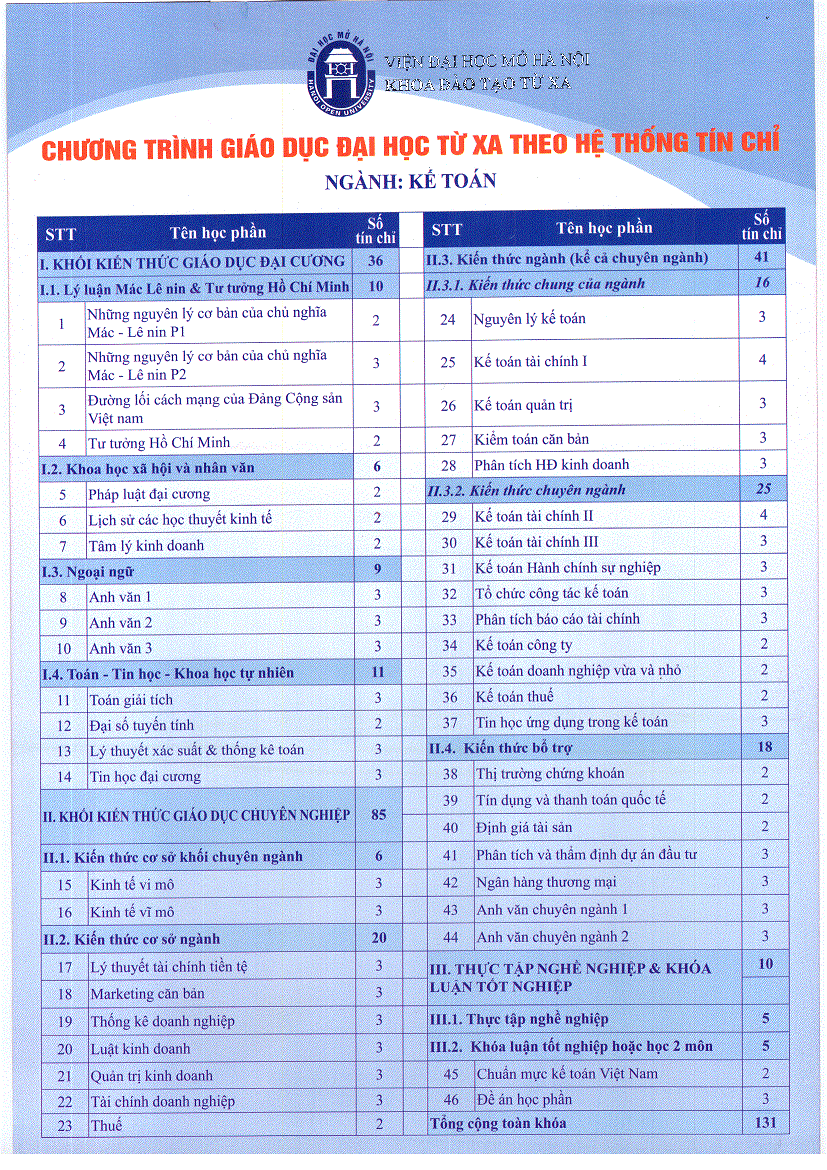 ĐẠI HỌC MỞ HÀ NỘI
HANOI OPEN UNIVERSITY
VIỆN ĐẠI HỌC MỞ HÀ NỘI
KHOA ĐÀO TẠO TỪ XA
CHƯƠNG TRÌNH GIÁO DỤC ĐẠI HỌC TỪ XA THEO HỆ THỐNG TÍN CHỈ
NGÀNH: KẾ TOÁN
STT Tên học phần Số tín chỉ
I. KHỐI KIẾN THỨC GIÁO DỤC ĐẠI CƯƠNG 36
I.1. Lý luận Mác Lê nin & Tư tưởng Hồ Chí Minh 10
1 Những nguyên lý cơ bản của chủ nghĩa
Mác - Lê nin P1 2
2 Những nguyên lý cơ bản của chủ nghĩa
Mác - Lê nin P2 3
3 Đường lối cách mạng của Đảng Cộng sản
Việt nam 3
4 Tư tưởng Hồ Chí Minh 2
I.2. Khoa học xã hội và nhân văn 6
5 Pháp luật đại cương 2
6 Lịch sử các học thuyết kinh tế 2
7 Tâm lý kinh doanh 2
I.3. Ngoại ngữ 9
8 Anh văn 1 3
9 Anh văn 2 3
10 Anh văn 3 3
I.4. Toán - Tin học - Khoa học tự nhiên 11
11 Toán giải tích 3
12 Đại số tuyến tính 2
13 Lý thuyết xác suất & thống kê toán 3
14 Tin học đại cương 3
II. KHỐI KIẾN THỨC GIÁO DỤC CHUYÊN NGHIỆP 85
II.1. Kiến thức cơ sở khối chuyên ngành 6
15 Kinh tế vi mô 3
16 Kinh tế vĩ mô 3
II.2. Kiến thức cơ sở ngành 20
17 Lý thuyết tài chính tiền tệ 3
18 Marketing căn bản 3
19 Thống kê doanh nghiệp 3
20 Luật kinh doanh 3
21 Quản trị kinh doanh 3
22 Tài chính doanh nghiệp 3
23 Thuế 2
STT Tên học phần Số tín chỉ
II.3. Kiến thức ngành (kể cả chuyên ngành) 41
II.3.1. Kiến thức chung của ngành 16
24 Nguyên lý kế toán 3
25 Kế toán tài chính I 4
26 Kế toán quản trị 3
27 Kiểm toán căn bản 3
28 Phân tích HĐ kinh doanh 3
II.3.2. Kiến thức chuyên ngành 25
29 Kế toán tài chính II 4
30 Kế toán tài chính III 3
31 Kế toán Hành chính sự nghiệp 3
32 Tổ chức công tác kế toán 3
33 Phân tích báo cáo tài chính 3
34 Kế toán công ty 2
35 Kế toán doanh nghiệp vừa và nhỏ 2
36 Kế toán thuế 2
37 Tin học ứng dụng trong kế toán 3
II.4. Kiến thức bổ trợ 18
38 Thị trường chứng khoán 2
39 Tín dụng và thanh toán quốc tế 2
40 Định giá tài sản 2
41 Phân tích và thẩm định dự án đầu tư 3
42 Ngân hàng thương mại 3
43 Anh văn chuyên ngành 1 3
44 Anh văn chuyên ngành 2 3
III. THỰC TẬP NGHỀ NGHIỆP & KHÓA 10
LUẬN TỐT NGHIỆP
III.1. Thực tập nghề nghiệp 5
III.2. Khóa luận tốt nghiệp hoặc học 2 môn 5
45 Chuẩn mực kế toán Việt Nam 2
46 Đề án học phần 3
Tổng cộng toàn khóa 131